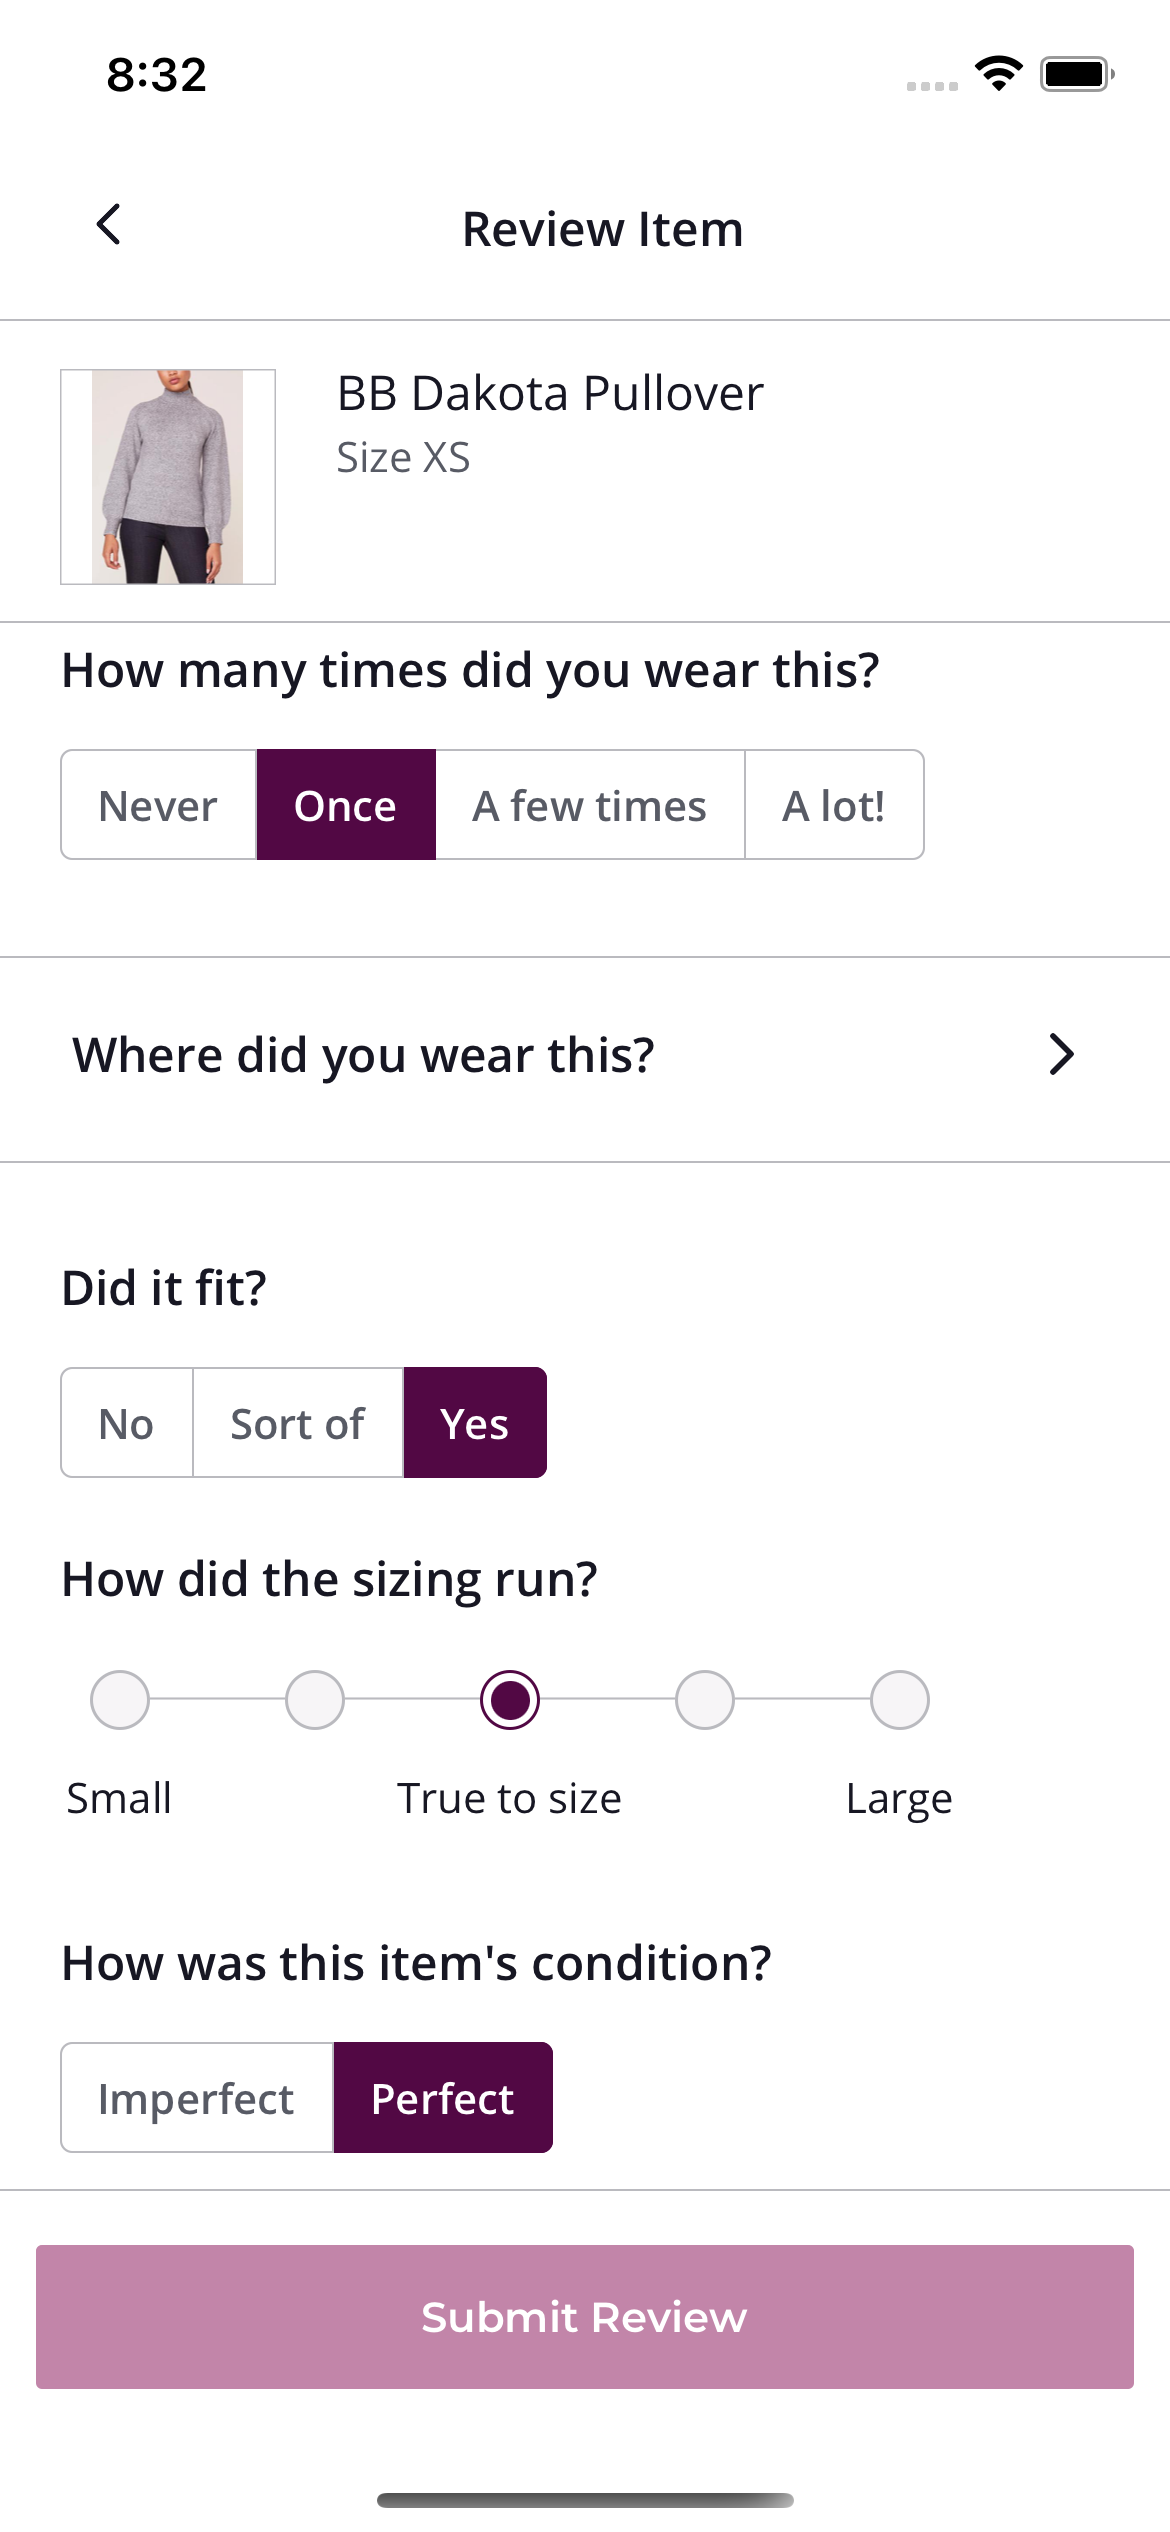 8:32
Review Item
BB Dakota Pullover
Size XS
How many times did you wear this?
Never Once A few times A lot!
Where did you wear this?
Did it fit?
No Sort of Yes
How did the sizing run?
Small True to size Large
How was this item's condition?
Imperfect Perfect
Submit Review